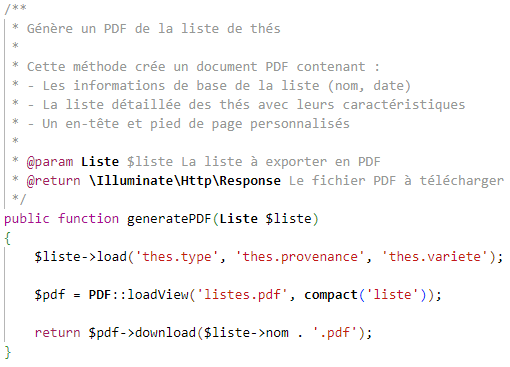 /**
 * Génère un PDF de la liste de thés
 *
 * Cette méthode crée un document PDF contenant :
 * - Les informations de base de la liste (nom, date)
 * - La liste détaillée des thés avec leurs caractéristiques
 * - Un en-tête et pied de page personnalisés
 *
 * @param Liste $liste La liste à exporter en PDF
 * @return \Illuminate\Http\Response Le fichier PDF à télécharger
 */
public function generatePDF(Liste $liste)
{
    $liste->load('thes.type', 'thes.provenance', 'thes.variete');

    $pdf = PDF::loadView('listes.pdf', compact('liste'));

    return $pdf->download($liste->nom . '.pdf');
}